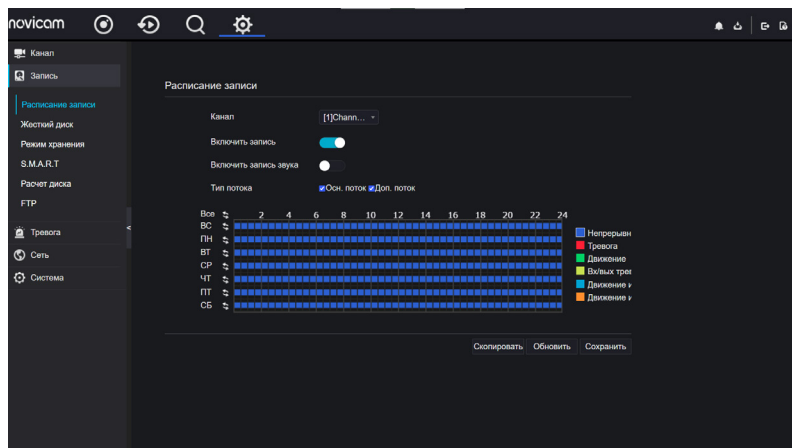 novicam
Канал
Запись
Расписание записи
Жесткий диск
Режим хранения
S.M.A.R.T
Расчет диска
FTP
Тревога
Сеть
Система
Расписание записи
Канал [1]Chann...
Включить запись
Включить запись звука
Тип потока Осн. поток Доп. поток
Все 2 4 6 8 10 12 14 16 18 20 22 24
ВС
ПН
ВТ
СР
ЧТ
ПТ
СБ
Непрерывн
Тревога
Движение
Вх/вых трев
Движение и
Движение и
Скопировать Обновить Сохранить